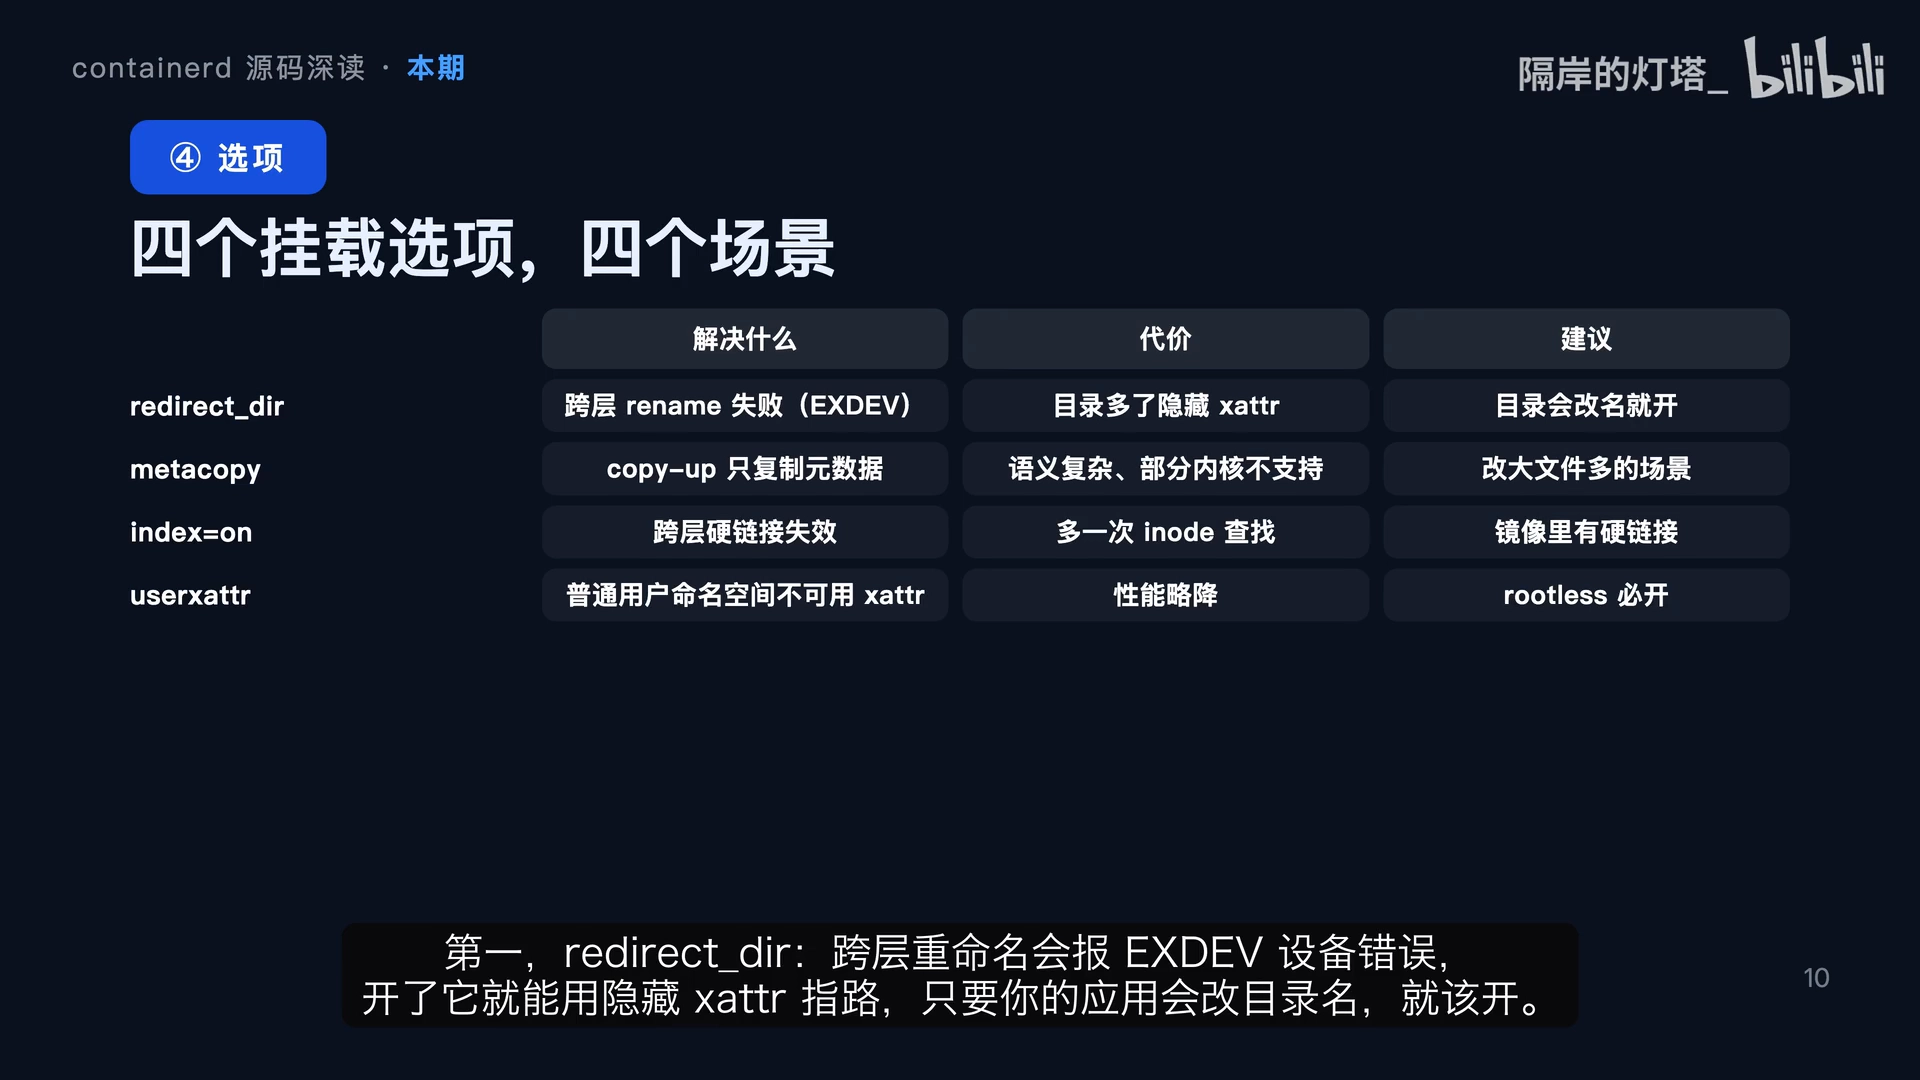 containerd 源码深读 · 本期
隔岸的灯塔_ bilibili
④ 选项
四个挂载选项，四个场景
解决什么 代价 建议
redirect_dir 跨层 rename 失败（EXDEV） 目录多了隐藏 xattr 目录会改名就开
metacopy copy-up 只复制元数据 语义复杂、部分内核不支持 改大文件多的场景
index=on 跨层硬链接失效 多一次 inode 查找 镜像里有硬链接
userxattr 普通用户命名空间不可用 xattr 性能略降 rootless 必开
第一，redirect_dir：跨层重命名会报 EXDEV 设备错误，
开了它就能用隐藏 xattr 指路，只要你的应用会改目录名，就该开。
10